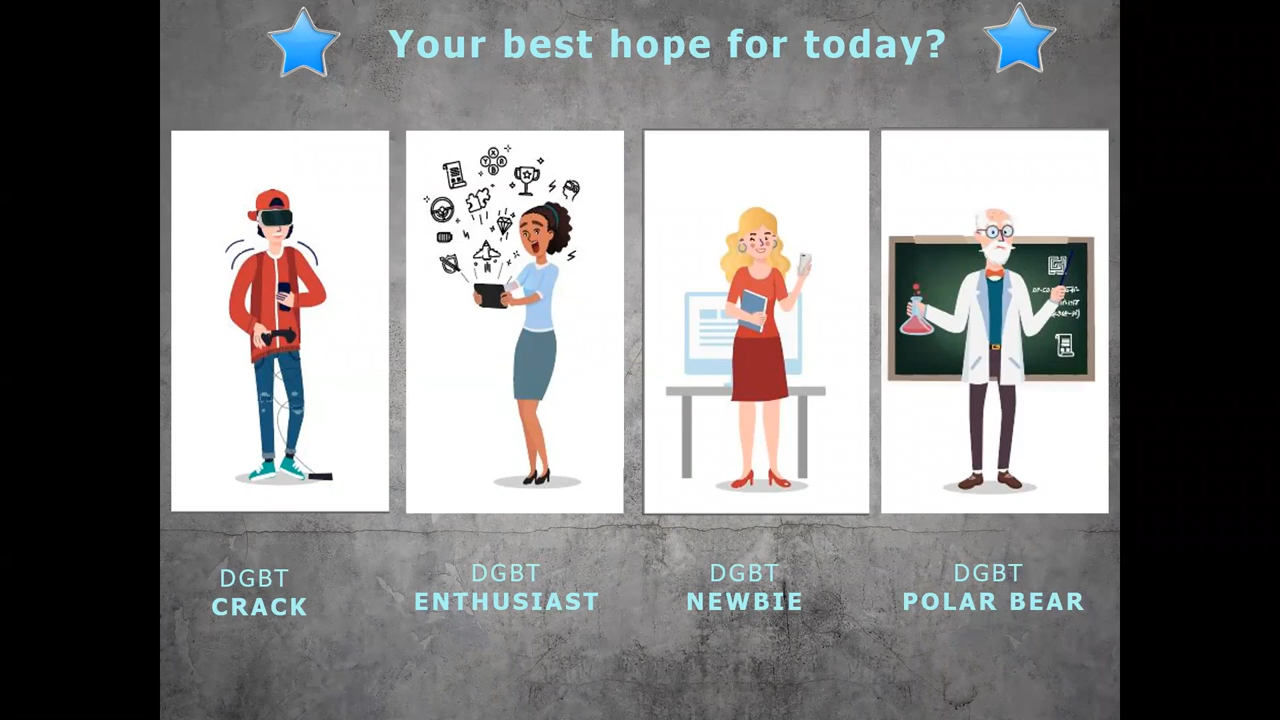 Your best hope for today?
DGBT
CRACK
DGBT
ENTHUSIAST
DGBT
NEWBIE
DGBT
POLAR BEAR